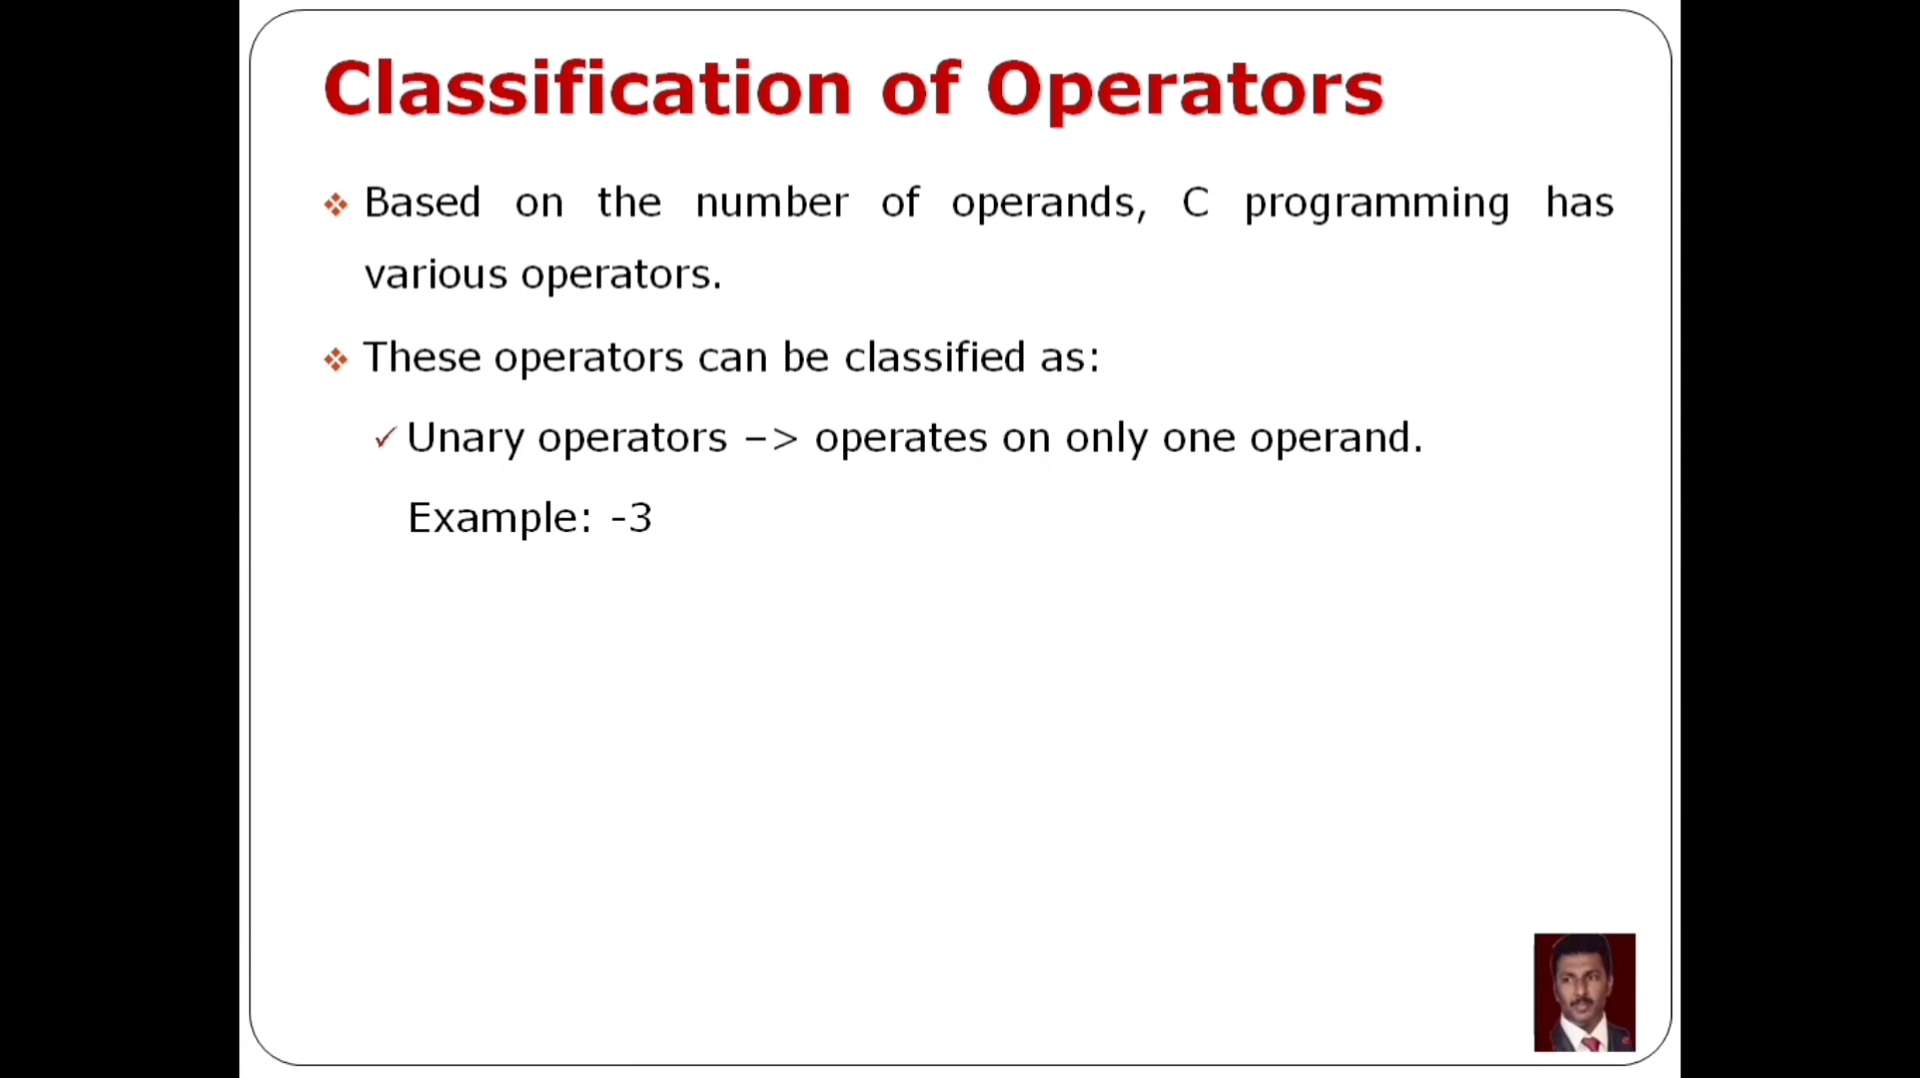 Classification of Operators
Based on the number of operands, C programming has
various operators.
These operators can be classified as:
Unary operators –> operates on only one operand.
Example: -3